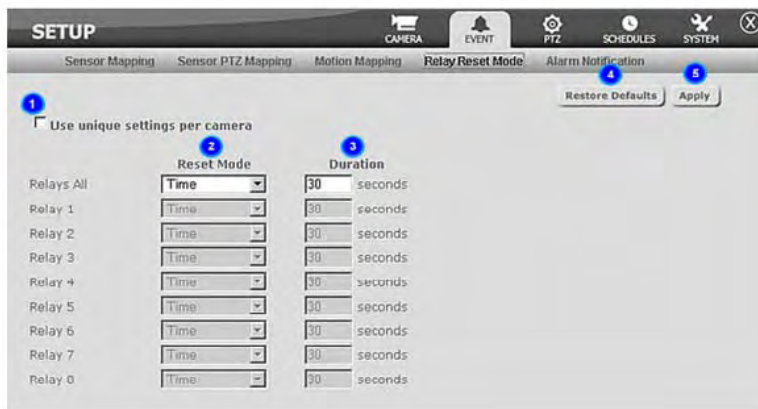 SETUP
CAMERA EVENT PTZ SCHEDULES SYSTEM X
Sensor Mapping Sensor PTZ Mapping Motion Mapping Relay Reset Mode Alarm Notification
4 5
Restore Defaults Apply
1
Use unique settings per camera
2 3
Reset Mode Duration
Relays All Time 30 seconds
Relay 1 Time 30 seconds
Relay 2 Time 30 seconds
Relay 3 Time 30 seconds
Relay 4 Time 30 seconds
Relay 5 Time 30 seconds
Relay 6 Time 30 seconds
Relay 7 Time 30 seconds
Relay 0 Time 30 seconds